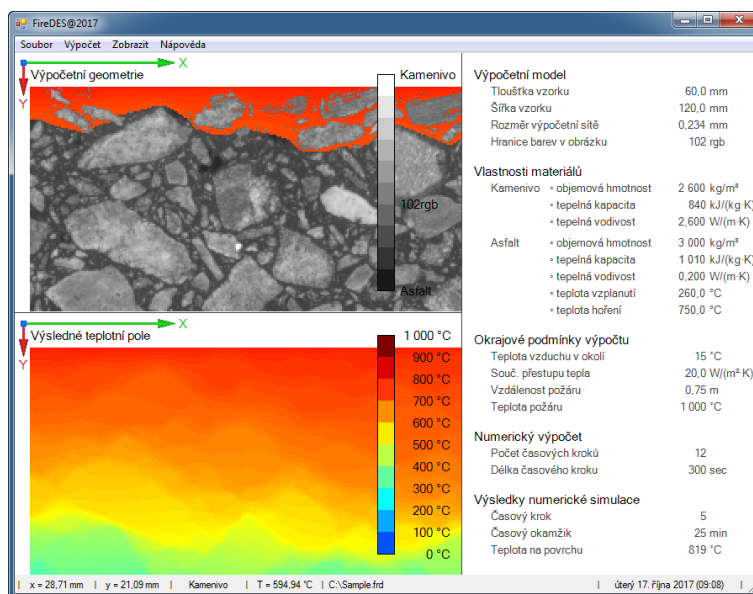 FireDES@2017
Soubor Výpočet Zobrazit Nápověda
X
Y
Výpočetní geometrie
Kamenivo
102rgb
Asfalt
X
Y
Výsledné teplotní pole
1 000 °C
900 °C
800 °C
700 °C
600 °C
500 °C
400 °C
300 °C
200 °C
100 °C
0 °C
Výpočetní model
Tloušťka vzorku 60,0 mm
Šířka vzorku 120,0 mm
Rozměr výpočetní sítě 0,234 mm
Hranice barev v obrázku 102 rgb
Vlastnosti materiálů
Kamenivo ◦ objemová hmotnost 2 600 kg/m³
◦ tepelná kapacita 840 kJ/(kg·K)
◦ tepelná vodivost 2,600 W/(m·K)
Asfalt ◦ objemová hmotnost 3 000 kg/m³
◦ tepelná kapacita 1 010 kJ/(kg·K)
◦ tepelná vodivost 0,200 W/(m·K)
◦ teplota vzplanutí 260,0 °C
◦ teplota hoření 750,0 °C
Okrajové podmínky výpočtu
Teplota vzduchu v okolí 15 °C
Souč. přestupu tepla 20,0 W/(m²·K)
Vzdálenost požáru 0,75 m
Teplota požáru 1 000 °C
Numerický výpočet
Počet časových kroků 12
Délka časového kroku 300 sec
Výsledky numerické simulace
Časový krok 5
Časový okamžik 25 min
Teplota na povrchu 819 °C
| x = 28,71 mm | y = 21,09 mm | Kamenivo | T = 594,94 °C | C:\Sample.frd | úterý 17. října 2017 (09:08) |